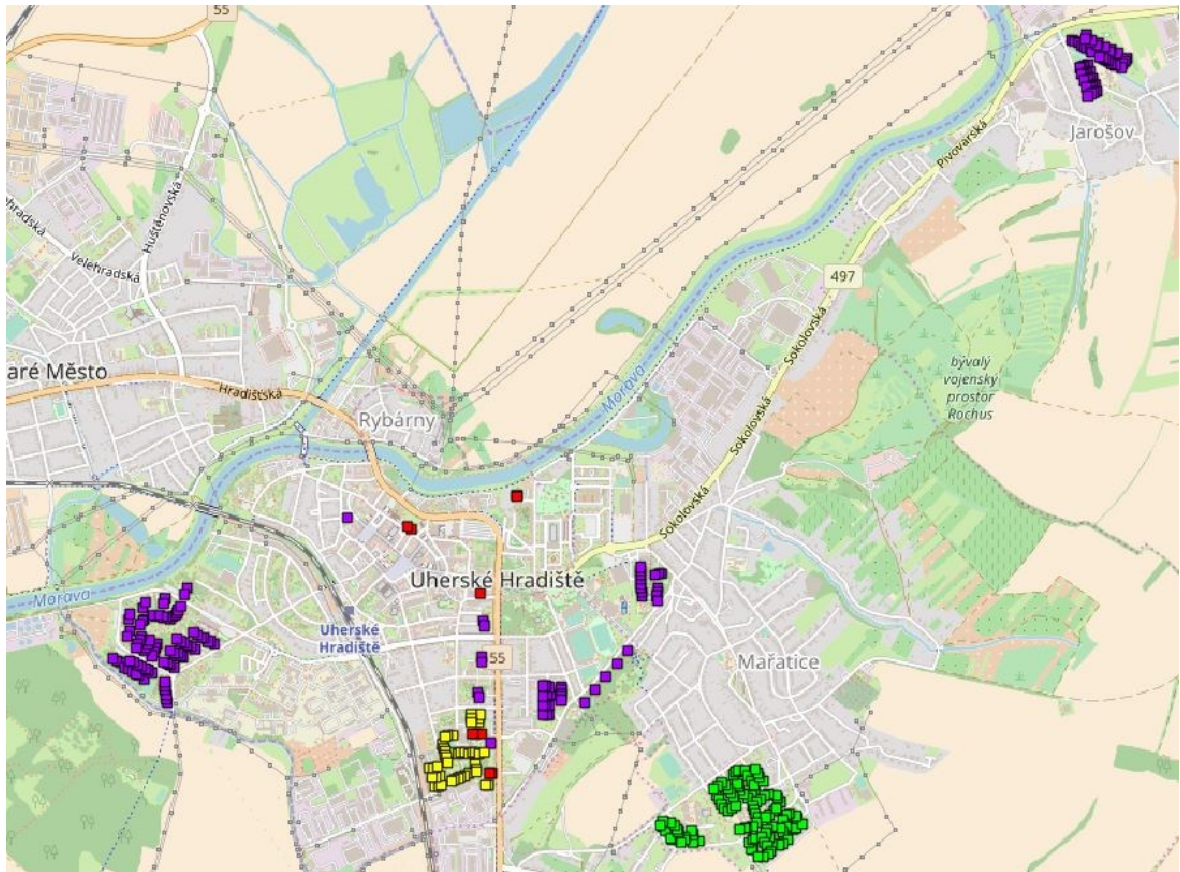 55
Pivovarská
Jarošov
Huštěnovská
Velehradská
497
Sokolovská
bývalý
vojenský
prostor
Rochus
aré Město
Hradišťská
Rybárny
Morava
Sokolovská
Sokolovská
Uherské Hradiště
Morava
Uherské
Hradiště
55
Mařatice